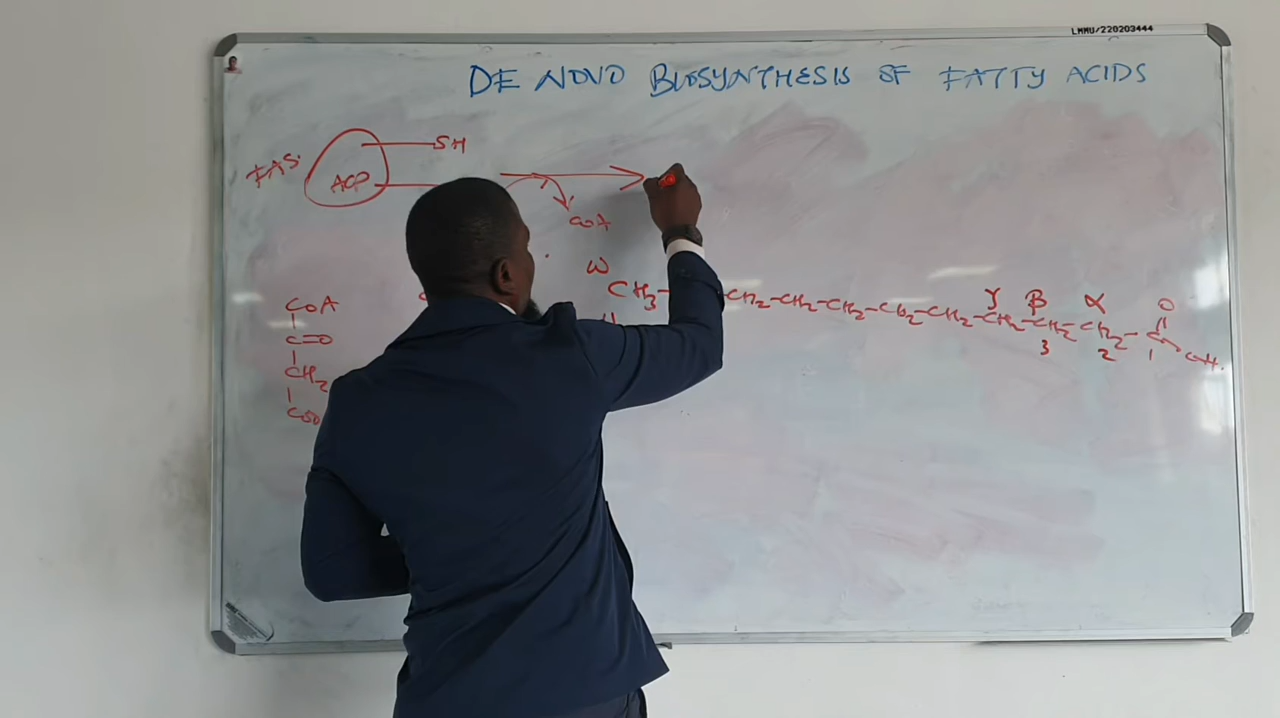 LMMU/220203444
DE NOVO BIOSYNTHESIS OF FATTY ACIDS
FAS
SH
ACP
CoA
ω
CH3-
-CH2-CH2-CH2-CH2-CH2-CH2-CH2-CH2-C
γ β α O
3 2 1 OH
CoA
C=O
CH2
COO